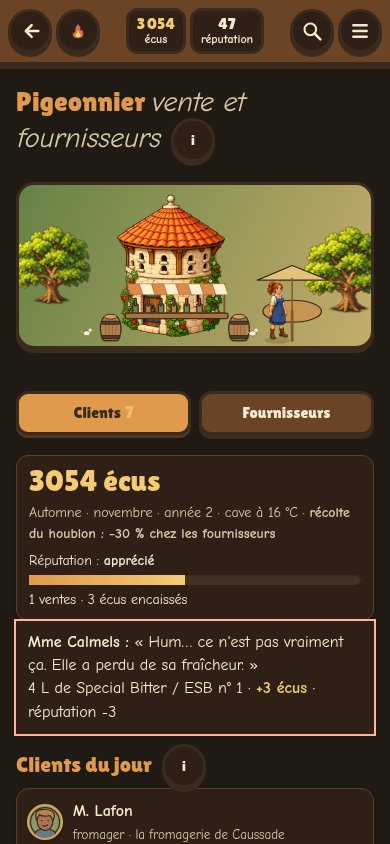 3054
écus
47
réputation
Pigeonnier vente et
fournisseurs i
Clients 7
Fournisseurs
3054 écus
Automne · novembre · année 2 · cave à 16 °C · récolte
du houblon : -30 % chez les fournisseurs
Réputation : apprécié
1 ventes · 3 écus encaissés
Mme Calmels : « Hum... ce n'est pas vraiment
ça. Elle a perdu de sa fraîcheur. »
4 L de Special Bitter / ESB n° 1 · +3 écus ·
réputation -3
Clients du jour i
M. Lafon
fromager · la fromagerie de Caussade